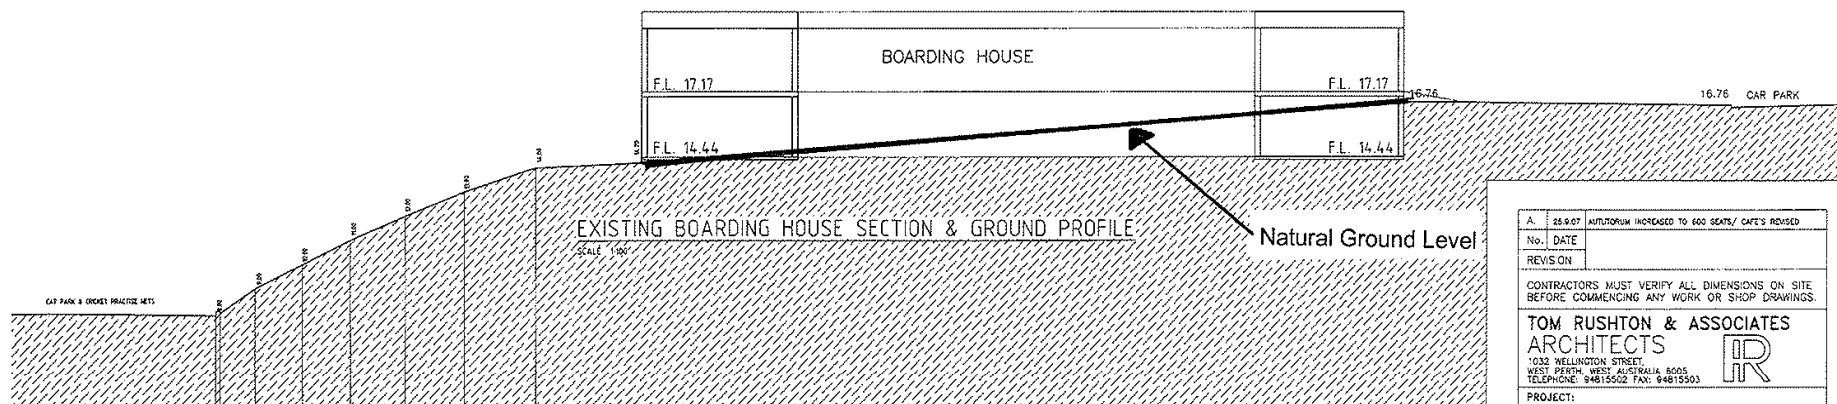 BOARDING HOUSE
F.L. 17.17
F.L. 17.17
16.76
16.76 CAR PARK
F.L. 14.44
F.L. 14.44
EXISTING BOARDING HOUSE SECTION & GROUND PROFILE
SCALE 1:100
Natural Ground Level
CAR PARK & CRICKET PRACTISE NETS
A. 25.9.07 AUTUTORIUM INCREASED TO 600 SEATS/ CAFE'S REVISED
No. DATE
REVISION
CONTRACTORS MUST VERIFY ALL DIMENSIONS ON SITE
BEFORE COMMENCING ANY WORK OR SHOP DRAWINGS.
TOM RUSHTON & ASSOCIATES
ARCHITECTS
1032 WELLINGTON STREET,
WEST PERTH, WEST AUSTRALIA 6005
TELEPHONE: 94815502 FAX: 94815503
PROJECT: